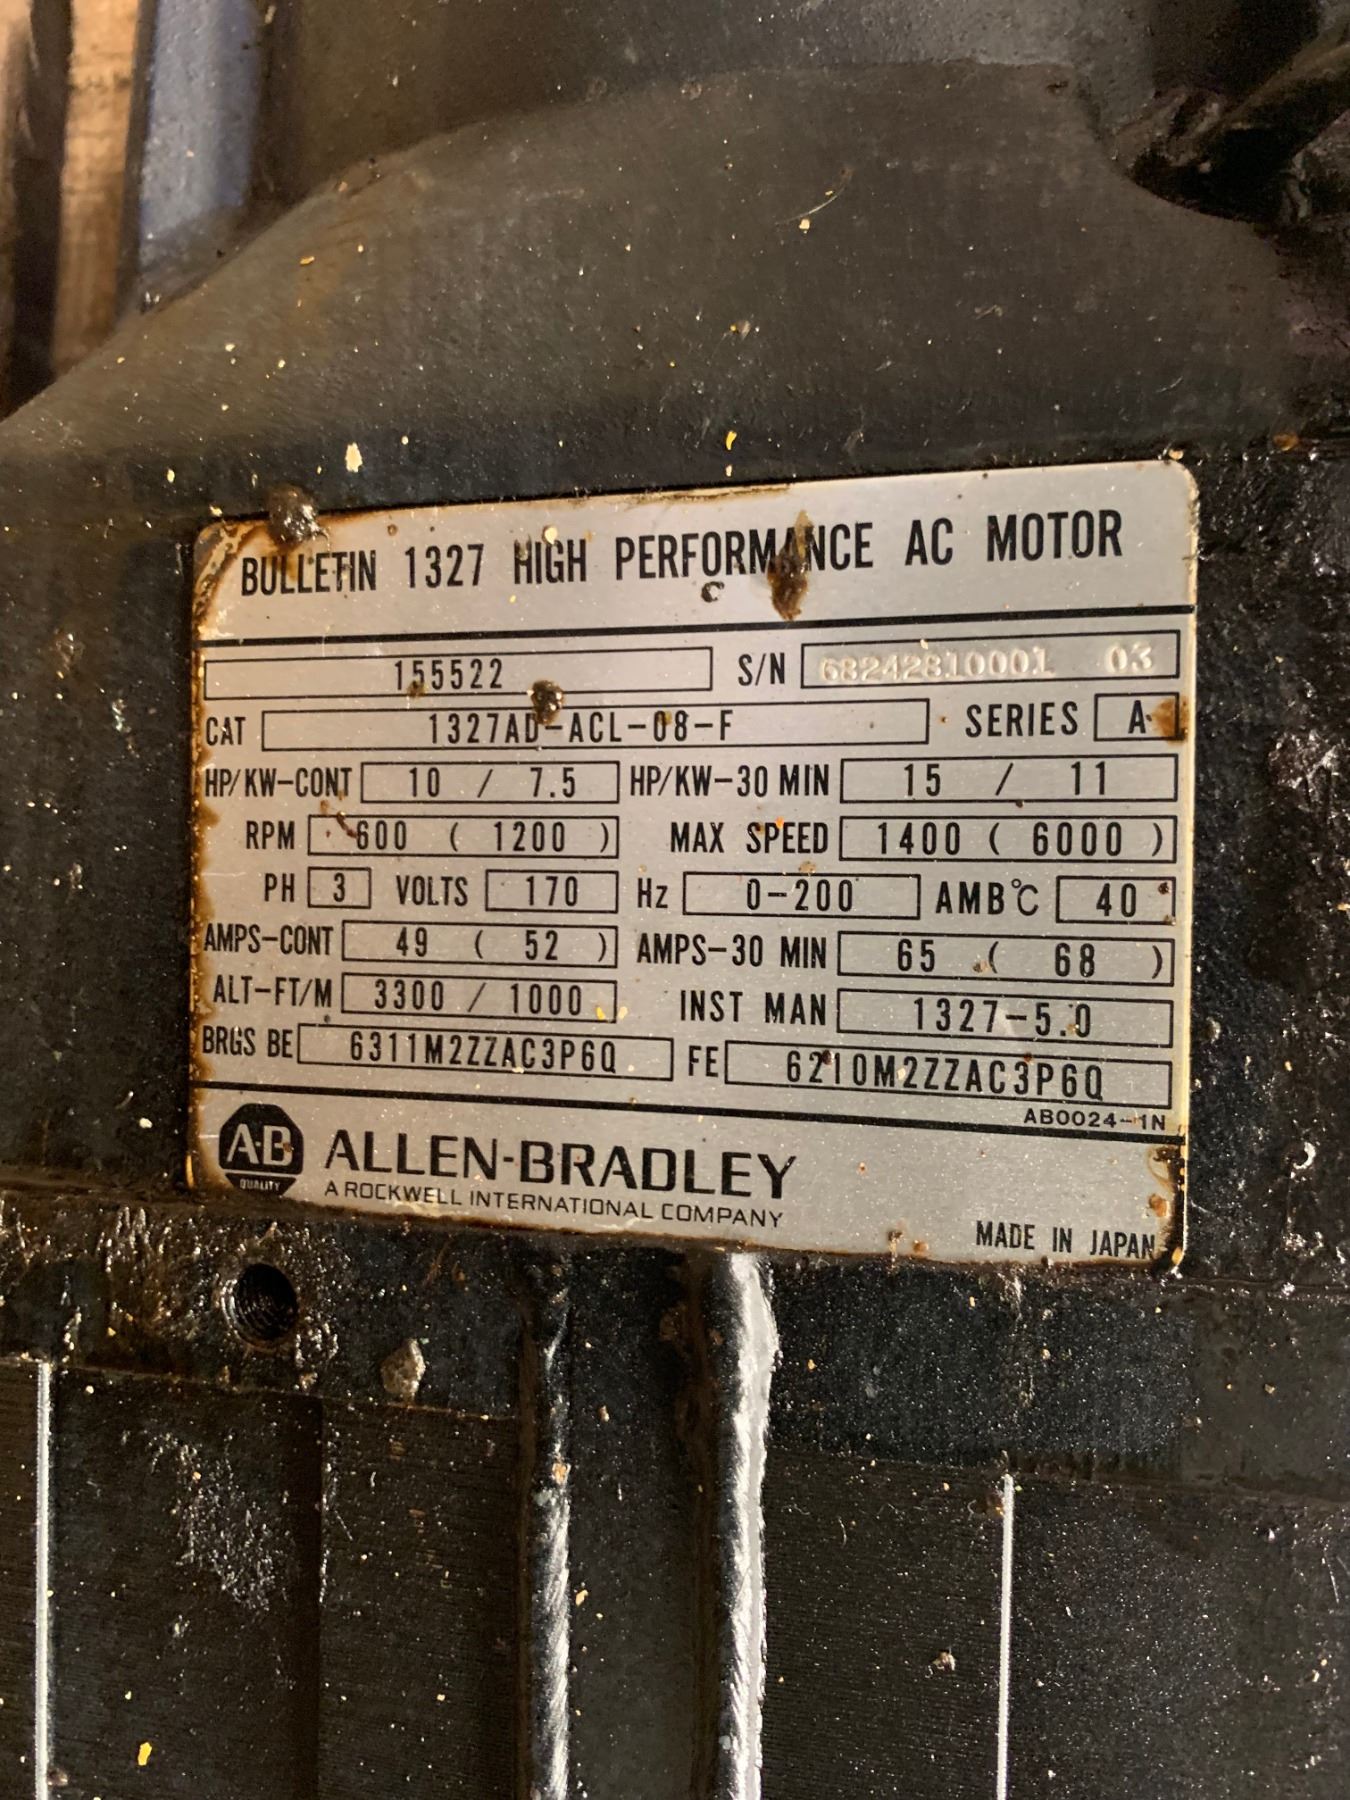 BULLETIN 1327 HIGH PERFORMANCE AC MOTOR
155522 S/N 68242810001 03
CAT 1327AD-ACL-08-F SERIES A
HP/KW-CONT 10 / 7.5 HP/KW-30 MIN 15 / 11
RPM 600 ( 1200 ) MAX SPEED 1400 ( 6000 )
PH 3 VOLTS 170 Hz 0-200 AMB°C 40
AMPS-CONT 49 ( 52 ) AMPS-30 MIN 65 ( 68 )
ALT-FT/M 3300 / 1000 INST MAN 1327-5.0
BRGS BE 6311M2ZZAC3P6Q FE 6210M2ZZAC3P6Q
AB0024-1N
A-B QUALITY
ALLEN-BRADLEY
A ROCKWELL INTERNATIONAL COMPANY
MADE IN JAPAN